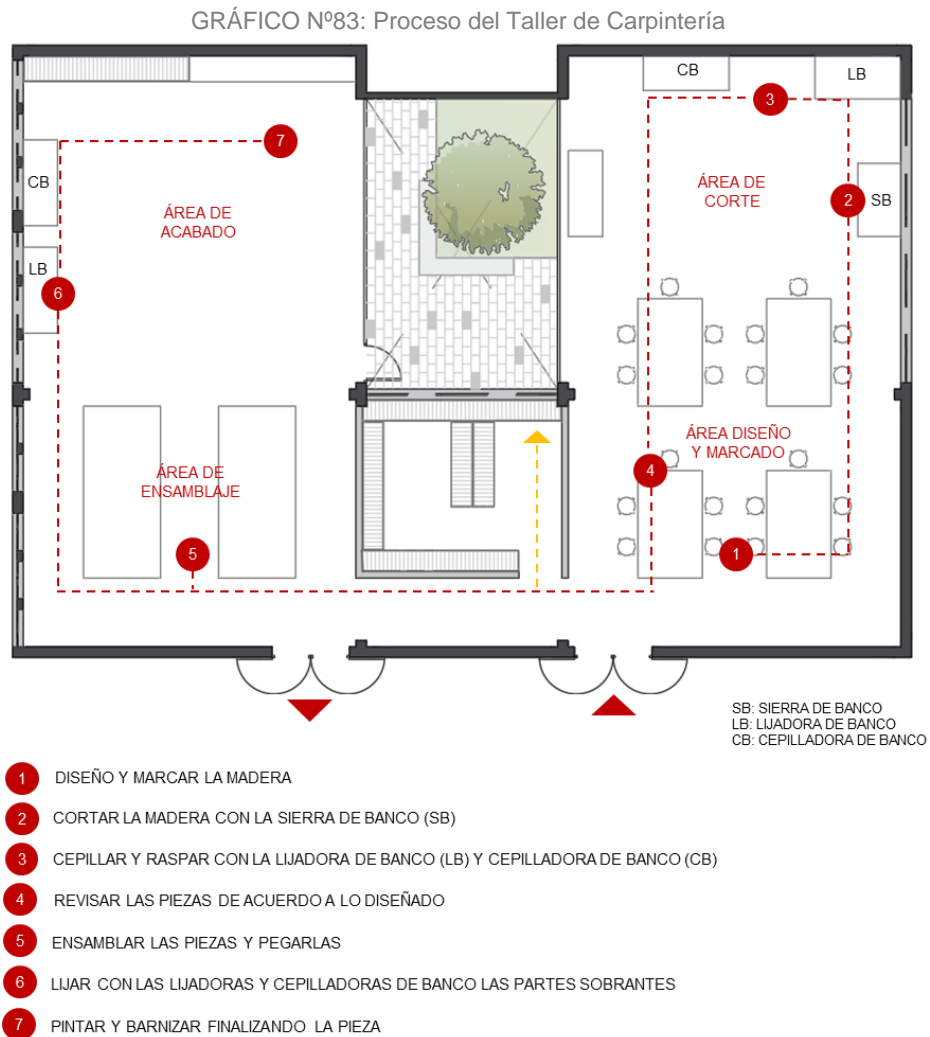 GRÁFICO Nº83: Proceso del Taller de Carpintería
CB
LB
3
7
CB
ÁREA DE
ACABADO
ÁREA DE
CORTE
2
SB
LB
6
ÁREA DISEÑO
Y MARCADO
4
ÁREA DE
ENSAMBLAJE
5
1
SB: SIERRA DE BANCO
LB: LIJADORA DE BANCO
CB: CEPILLADORA DE BANCO
1 DISEÑO Y MARCAR LA MADERA
2 CORTAR LA MADERA CON LA SIERRA DE BANCO (SB)
3 CEPILLAR Y RASPAR CON LA LIJADORA DE BANCO (LB) Y CEPILLADORA DE BANCO (CB)
4 REVISAR LAS PIEZAS DE ACUERDO A LO DISEÑADO
5 ENSAMBLAR LAS PIEZAS Y PEGARLAS
6 LIJAR CON LAS LIJADORAS Y CEPILLADORAS DE BANCO LAS PARTES SOBRANTES
7 PINTAR Y BARNIZAR FINALIZANDO LA PIEZA